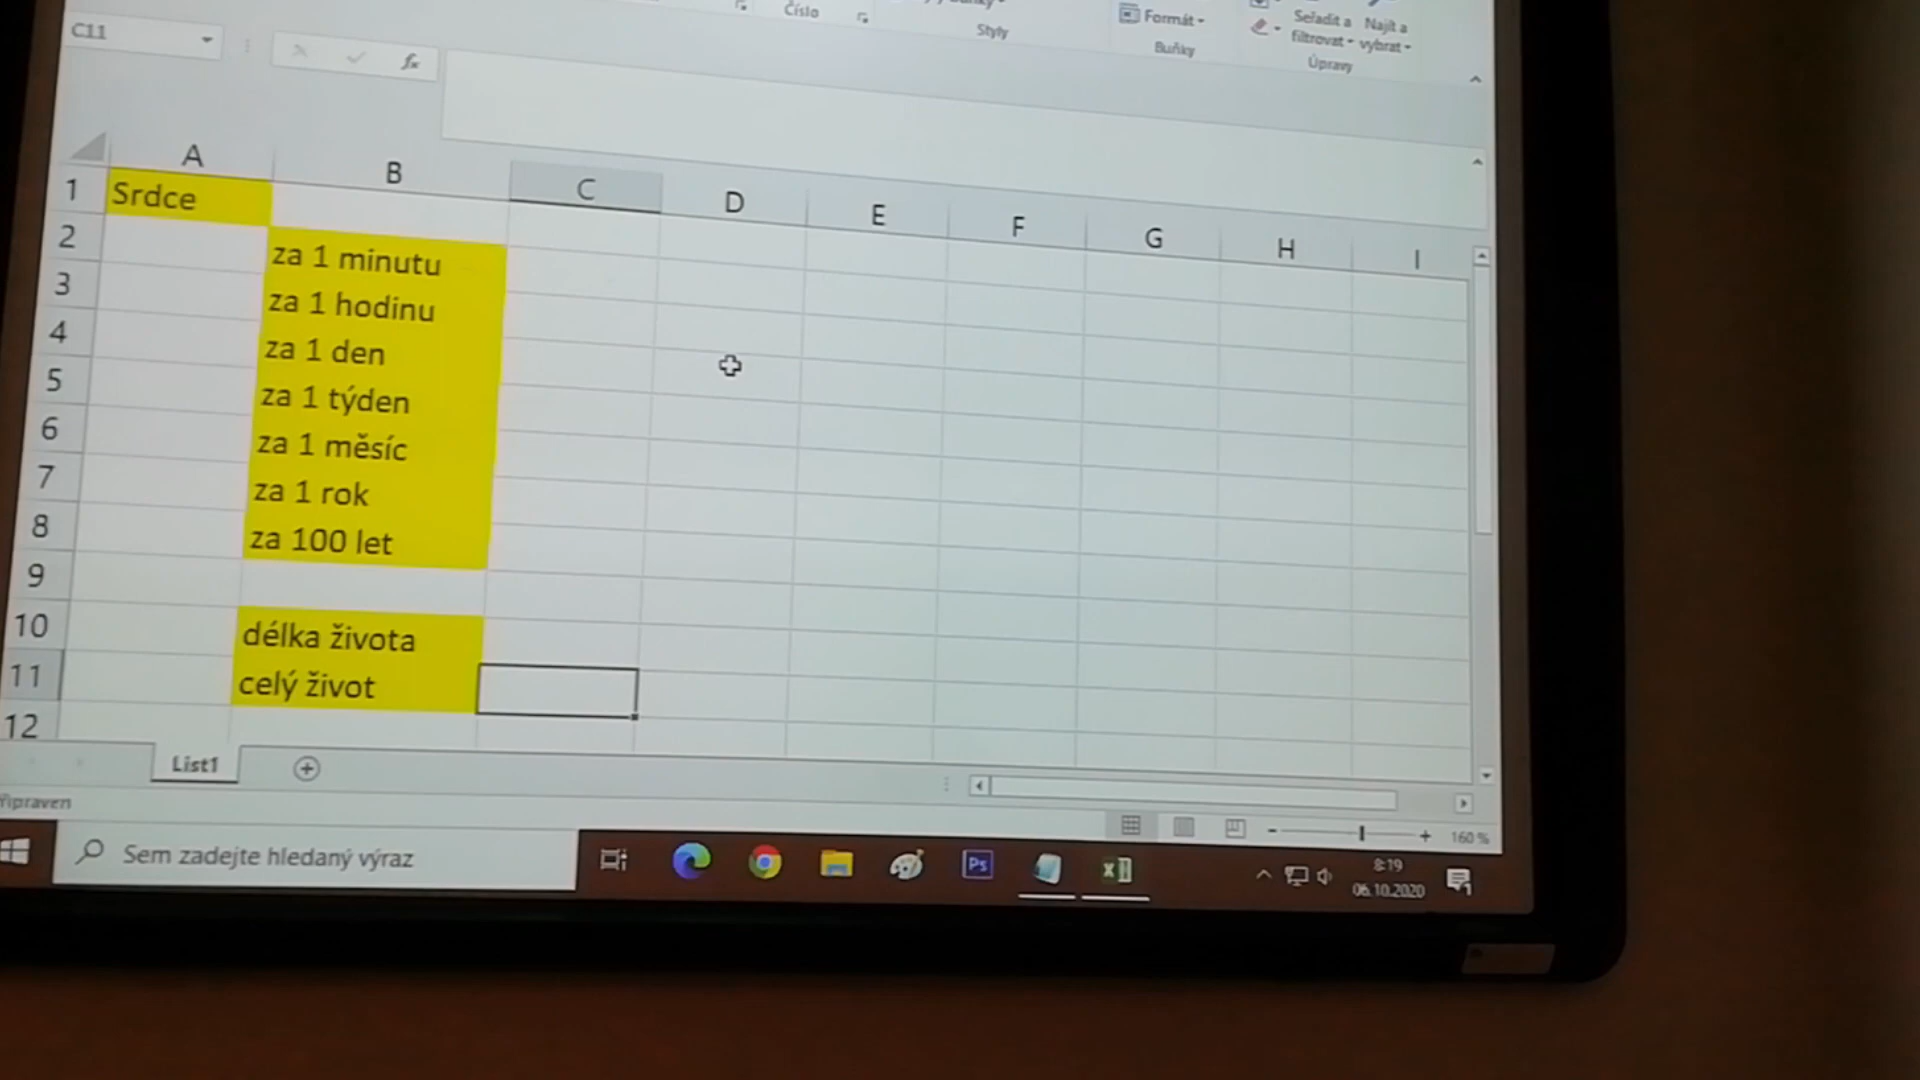 Číslo
Styly
Formát
Buňky
Seřadit a
filtrovat
Najít a
vybrat
Úpravy
C11
fx
A B C D E F G H I
1 Srdce
2 za 1 minutu
3 za 1 hodinu
4 za 1 den
5 za 1 týden
6 za 1 měsíc
7 za 1 rok
8 za 100 let
9
10 délka života
11 celý život
12
List1
160 %
Sem zadejte hledaný výraz
Ps
8:19
06.10.2020